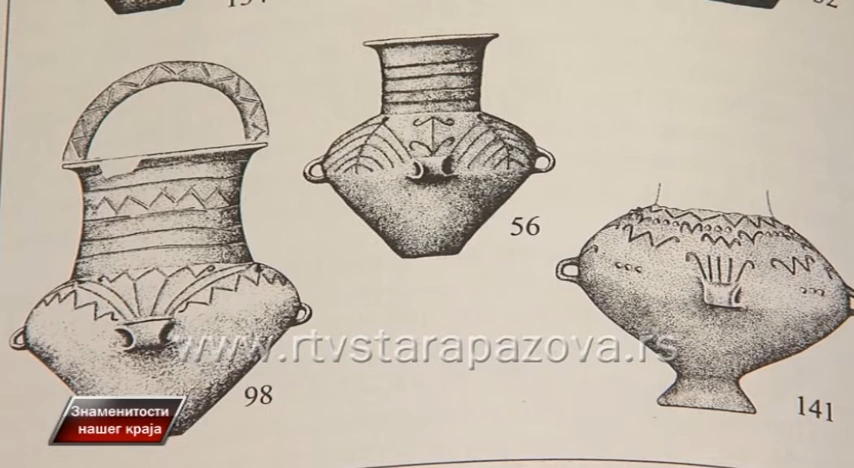 56
98
141
www.rtvstarapazova.rs
Знаменитости
нашег краја